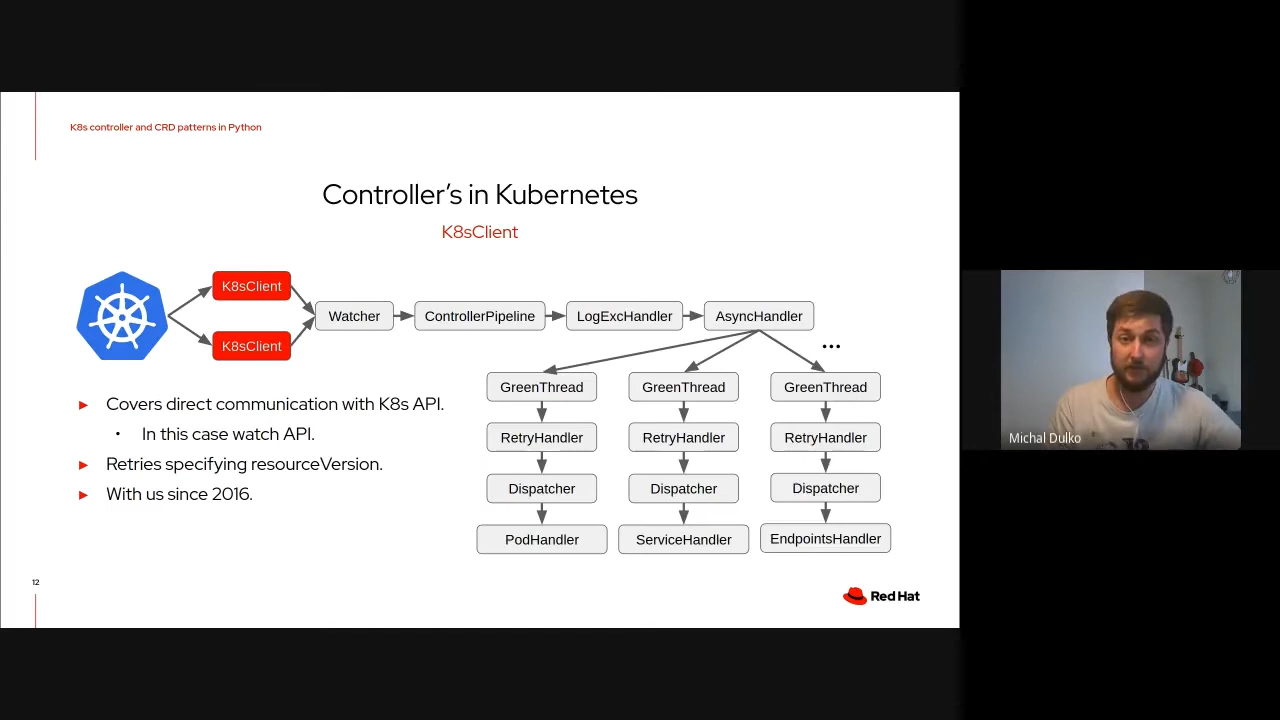 K8s controller and CRD patterns in Python
Controller's in Kubernetes
K8sClient
K8sClient
K8sClient
Watcher
ControllerPipeline
LogExcHandler
AsyncHandler
...
GreenThread
GreenThread
GreenThread
RetryHandler
RetryHandler
RetryHandler
Dispatcher
Dispatcher
Dispatcher
PodHandler
ServiceHandler
EndpointsHandler
► Covers direct communication with K8s API.
• In this case watch API.
► Retries specifying resourceVersion.
► With us since 2016.
12
Red Hat
Michal Dulko